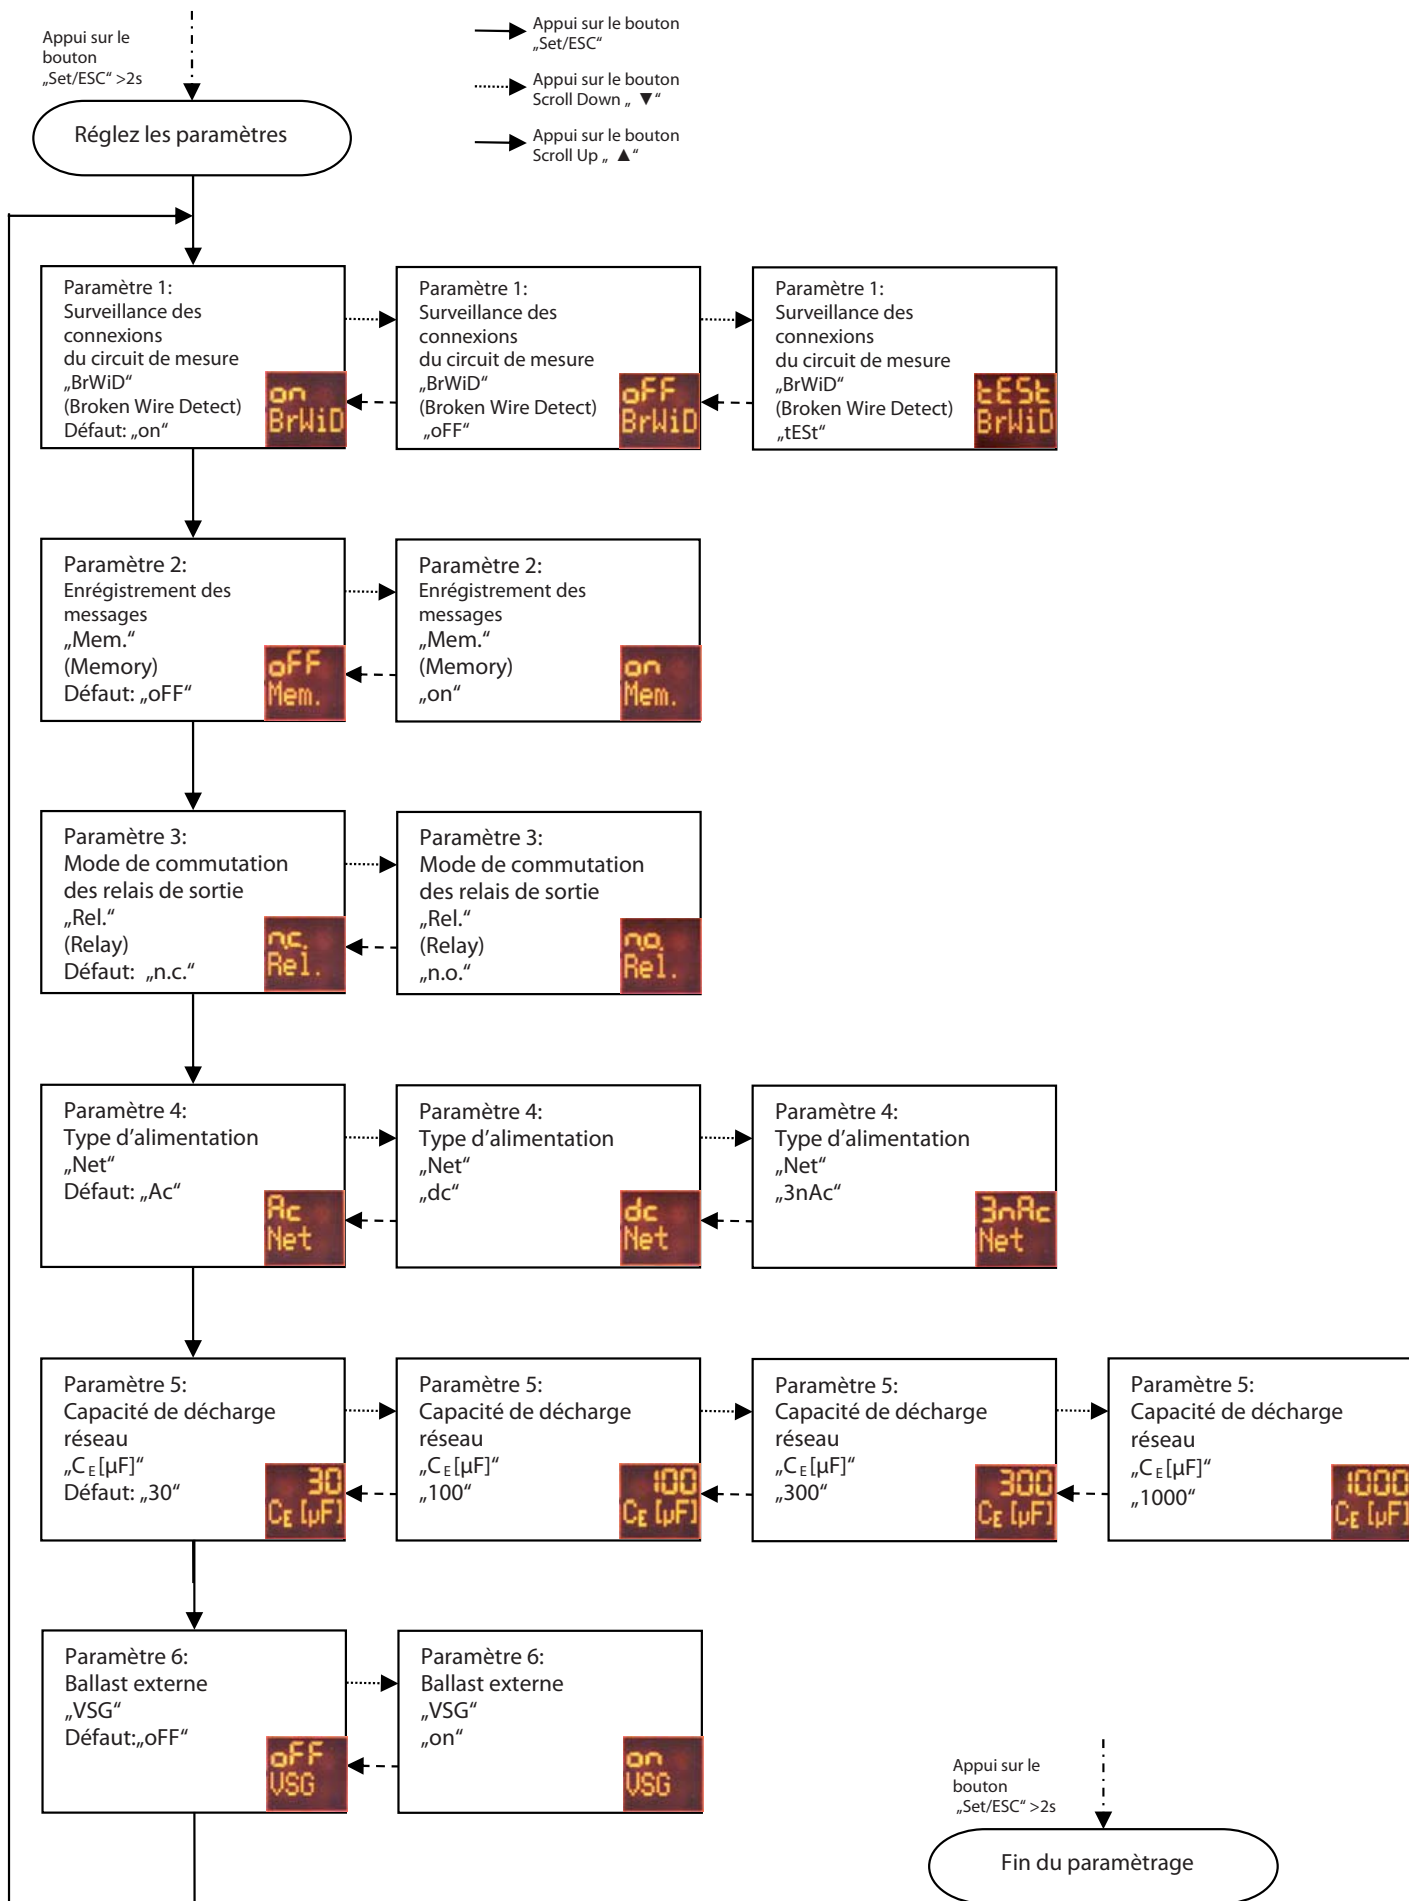 Appui sur le
bouton
„Set/ESC“ >2s
Appui sur le bouton
„Set/ESC“
Appui sur le bouton
Scroll Down „ ▼“
Appui sur le bouton
Scroll Up „ ▲“
Réglez les paramètres
Paramètre 1:
Surveillance des
connexions
du circuit de mesure
„BrWiD“
(Broken Wire Detect)
Défaut: „on“
on
BrWiD
Paramètre 1:
Surveillance des
connexions
du circuit de mesure
„BrWiD“
(Broken Wire Detect)
„oFF“
oFF
BrWiD
Paramètre 1:
Surveillance des
connexions
du circuit de mesure
„BrWiD“
(Broken Wire Detect)
„tESt“
tESt
BrWiD
Paramètre 2:
Enrégistrement des
messages
„Mem.“
(Memory)
Défaut: „oFF“
oFF
Mem.
Paramètre 2:
Enrégistrement des
messages
„Mem.“
(Memory)
„on“
on
Mem.
Paramètre 3:
Mode de commutation
des relais de sortie
„Rel.“
(Relay)
Défaut: „n.c.“
n.c.
Rel.
Paramètre 3:
Mode de commutation
des relais de sortie
„Rel.“
(Relay)
„n.o.“
n.o.
Rel.
Paramètre 4:
Type d’alimentation
„Net“
Défaut: „Ac“
Ac
Net
Paramètre 4:
Type d’alimentation
„Net“
„dc“
dc
Net
Paramètre 4:
Type d’alimentation
„Net“
„3nAc“
3nAc
Net
Paramètre 5:
Capacité de décharge
réseau
„CE[µF]“
Défaut: „30“
30
CE [µF]
Paramètre 5:
Capacité de décharge
réseau
„CE[µF]“
„100“
100
CE [µF]
Paramètre 5:
Capacité de décharge
réseau
„CE[µF]“
„300“
300
CE [µF]
Paramètre 5:
Capacité de décharge
réseau
„CE[µF]“
„1000“
1000
CE [µF]
Paramètre 6:
Ballast externe
„VSG“
Défaut:„oFF“
oFF
VSG
Paramètre 6:
Ballast externe
„VSG“
„on“
on
VSG
Appui sur le
bouton
„Set/ESC“ >2s
Fin du paramètrage